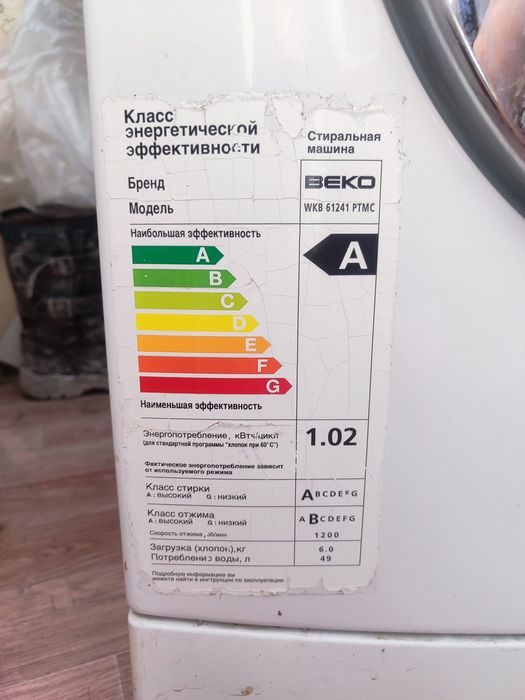 Класс
энергетической
эффективности
Стиральная
машина
Бренд
BEKO
Модель
WKB 61241 PTMC
Наибольшая эффективность
A
A
B
C
D
E
F
G
Наименьшая эффективность
Энергопотребление, кВтч/цикл
(для стандартной программы "хлопок при 60°С")
1.02
Фактическое энергопотребление зависит
от используемого режима
Класс стирки
A : высокий G : низкий
A B C D E F G
Класс отжима
A : высокий G : низкий
A B C D E F G
Скорость отжима, об/мин
1200
Загрузка (хлопок), кг
6.0
Потребление воды, л
49
Подробную информацию вы
можете найти в инструкции по эксплуатации